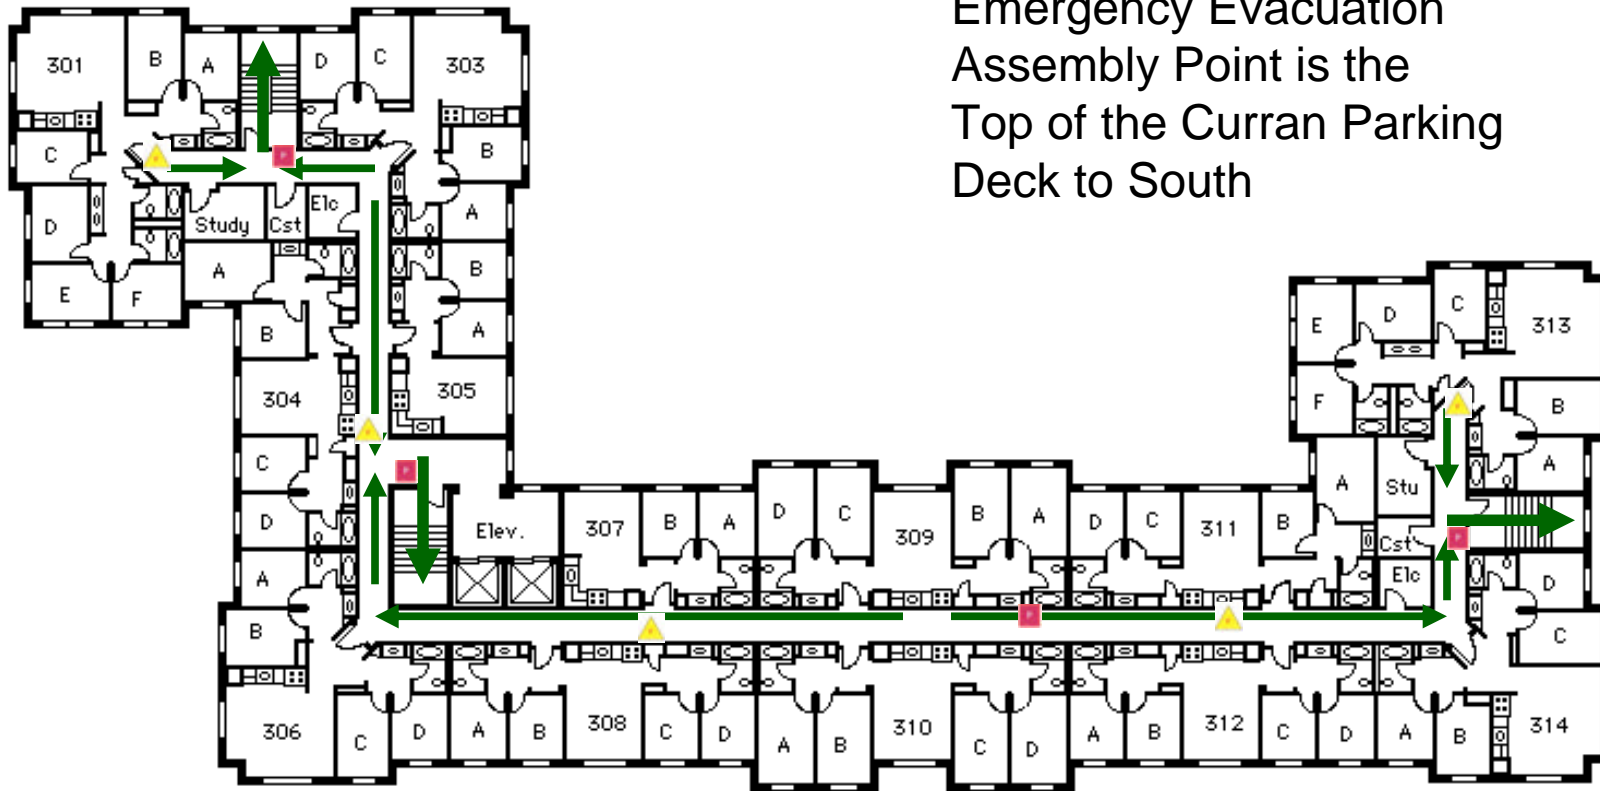 Emergency Evacuation
Assembly Point is the
Top of the Curran Parking
Deck to South
301
B
A
D
C
303
C
B
D
Study
Cst
Elc
A
E
F
A
B
B
A
304
305
C
D
A
B
306
C
D
A
B
308
C
D
A
B
310
C
D
A
B
312
C
D
A
B
314
Elev.
307
B
A
D
C
309
B
A
D
C
311
B
A
Stu
Cst
Elc
E
D
C
313
F
B
A
D
C
P
P
P
P